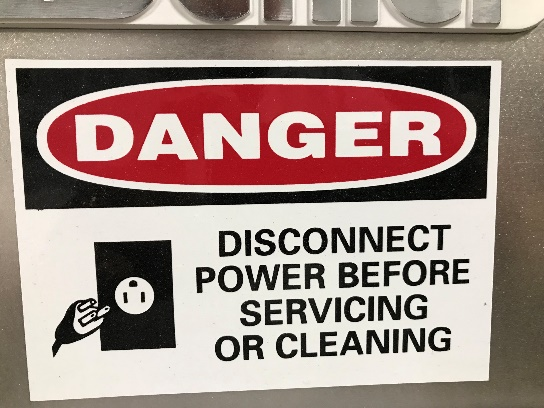 DANGER
DISCONNECT
POWER BEFORE
SERVICING
OR CLEANING